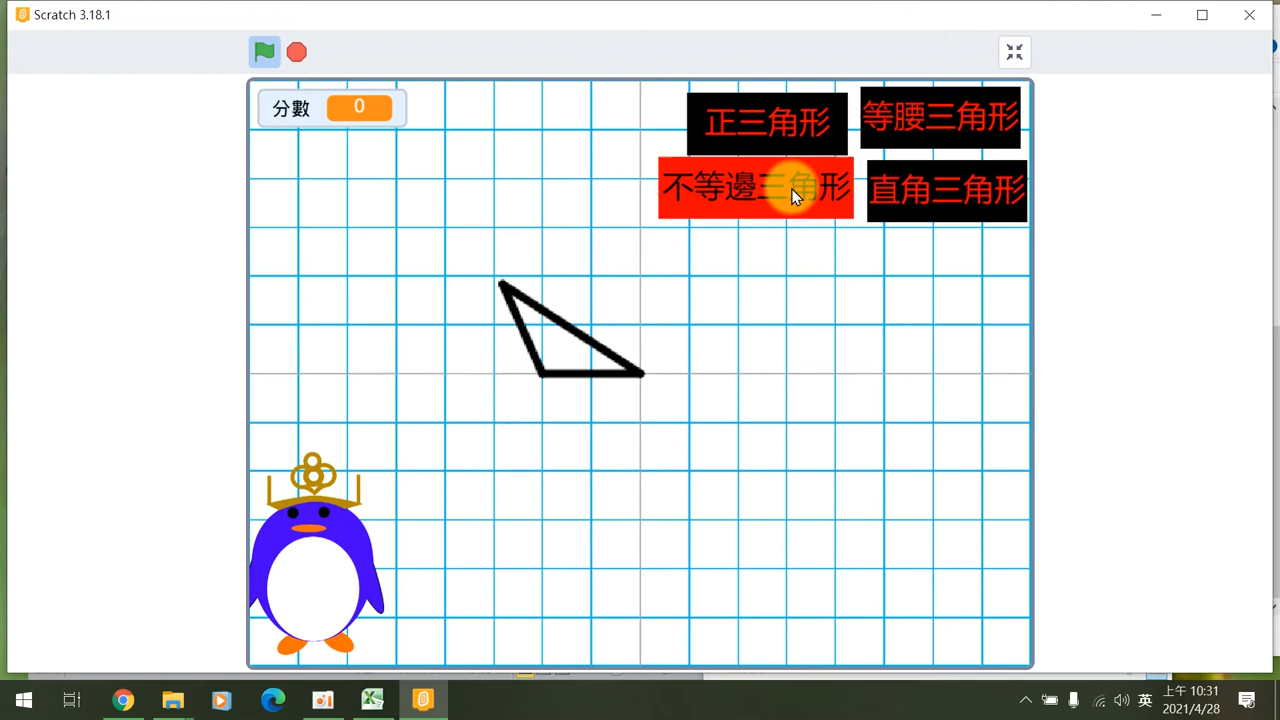 Scratch 3.18.1
分數 0
正三角形
等腰三角形
不等邊三角形
直角三角形
英
上午 10:31
2021/4/28